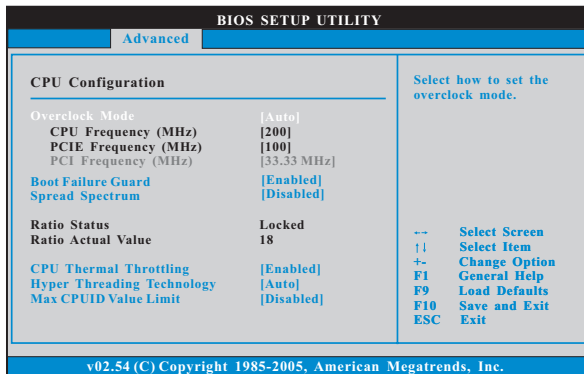 BIOS SETUP UTILITY
Advanced
CPU Configuration
Overclock Mode [Auto]
CPU Frequency (MHz) [200]
PCIE Frequency (MHz) [100]
PCI Frequency (MHz) [33.33 MHz]
Boot Failure Guard [Enabled]
Spread Spectrum [Disabled]
Ratio Status Locked
Ratio Actual Value 18
CPU Thermal Throttling [Enabled]
Hyper Threading Technology [Auto]
Max CPUID Value Limit [Disabled]
Select how to set the
overclock mode.
←→ Select Screen
↑↓ Select Item
+- Change Option
F1 General Help
F9 Load Defaults
F10 Save and Exit
ESC Exit
v02.54 (C) Copyright 1985-2005, American Megatrends, Inc.